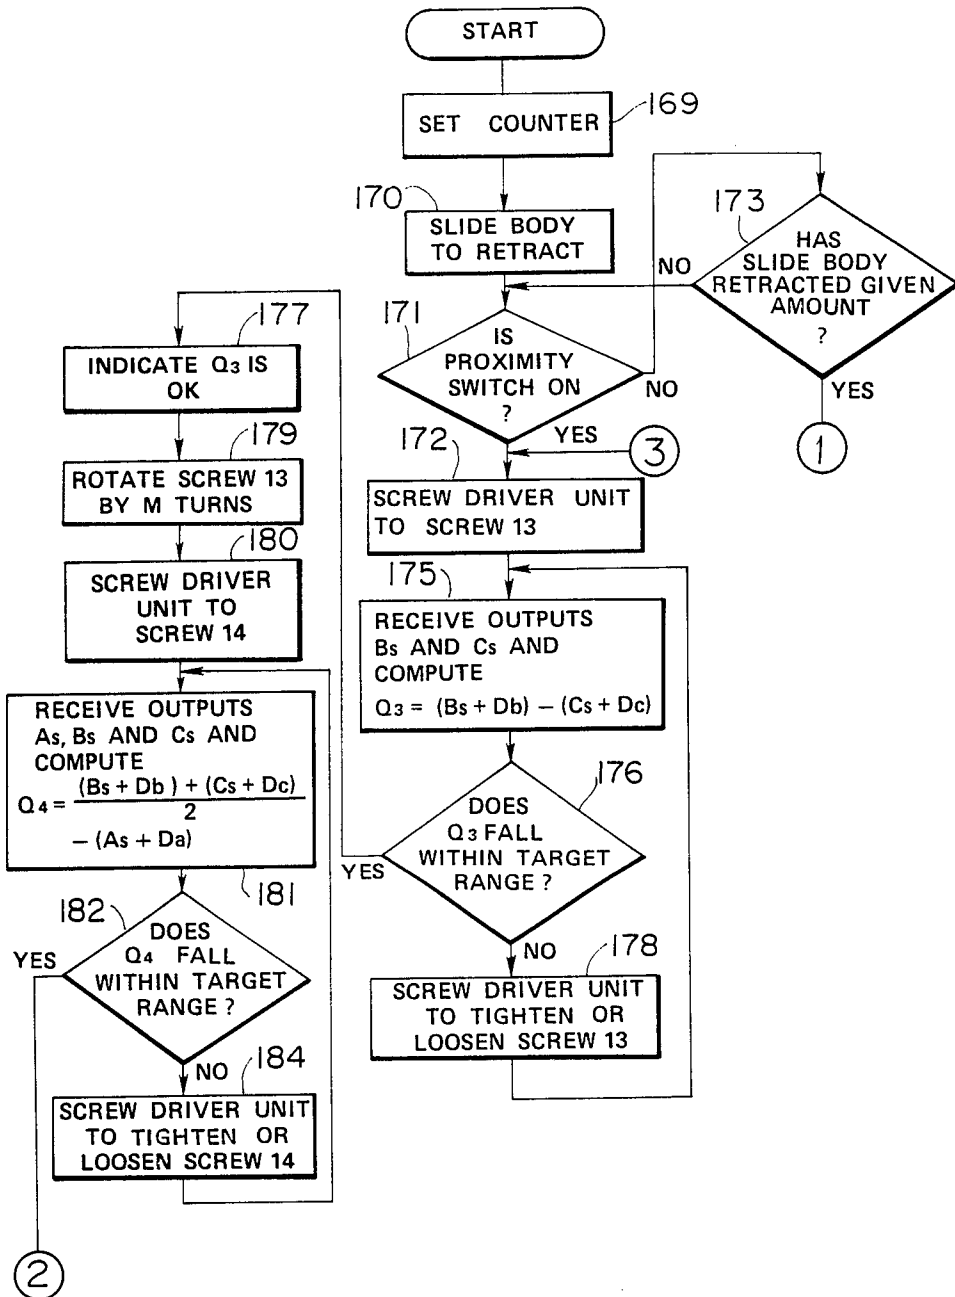 START
SET COUNTER
169
170
SLIDE BODY
TO RETRACT
173
HAS
SLIDE BODY
RETRACTED GIVEN
AMOUNT
?
NO
YES
1
171
IS
PROXIMITY
SWITCH ON
?
NO
YES
3
172
SCREW DRIVER UNIT
TO SCREW 13
175
RECEIVE OUTPUTS
Bs AND Cs AND
COMPUTE
Q3 = (Bs + Db) – (Cs + Dc)
176
DOES
Q3 FALL
WITHIN TARGET
RANGE ?
YES
NO
178
SCREW DRIVER UNIT
TO TIGHTEN OR
LOOSEN SCREW 13
177
INDICATE Q3 IS
OK
179
ROTATE SCREW 13
BY M TURNS
180
SCREW DRIVER
UNIT TO
SCREW 14
RECEIVE OUTPUTS
As, Bs AND Cs AND
COMPUTE
Q4 = (Bs + Db ) + (Cs + Dc)
2
– (As + Da)
181
182
DOES
Q4 FALL
WITHIN TARGET
RANGE ?
YES
NO
184
SCREW DRIVER UNIT
TO TIGHTEN OR
LOOSEN SCREW 14
2